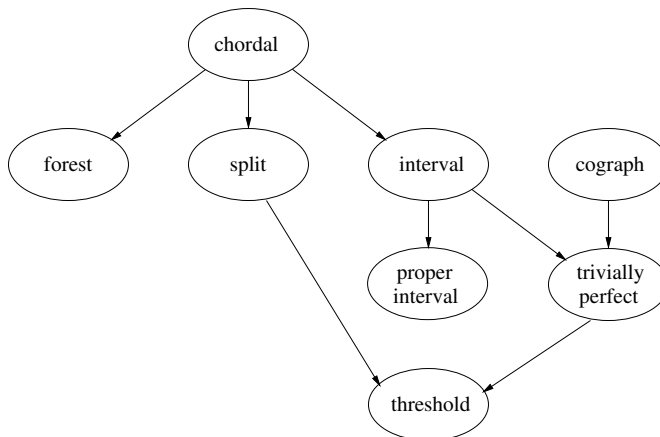 chordal
forest
split
interval
cograph
proper
interval
trivially
perfect
threshold